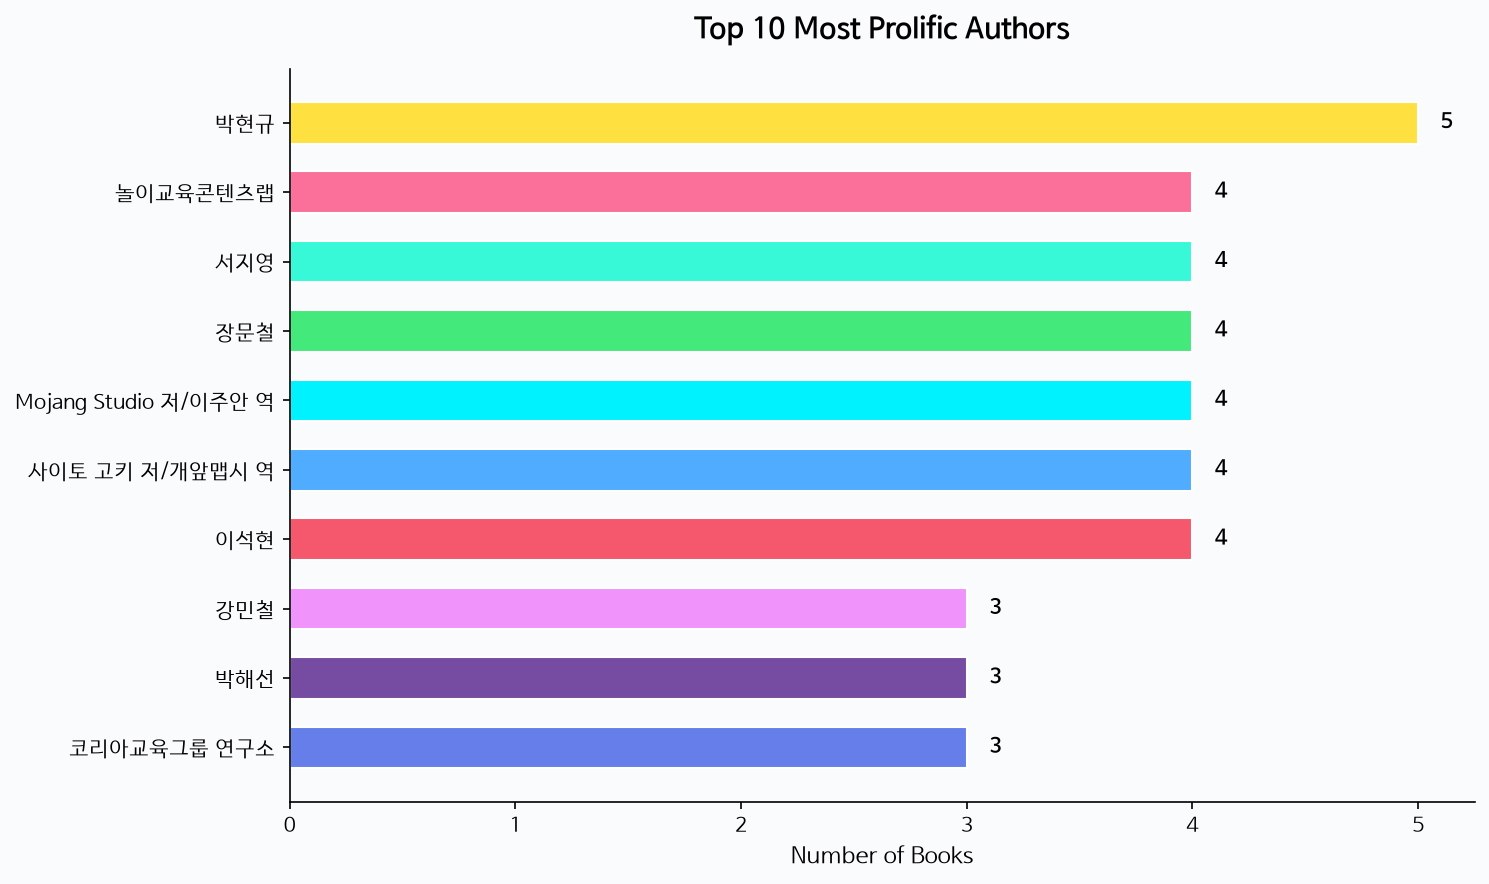 Top 10 Most Prolific Authors
박현규 5
놀이교육콘텐츠랩 4
서지영 4
장문철 4
Mojang Studio 저/이주안 역 4
사이토 고키 저/개앞맵시 역 4
이석현 4
강민철 3
박해선 3
코리아교육그룹 연구소 3
0 1 2 3 4 5
Number of Books